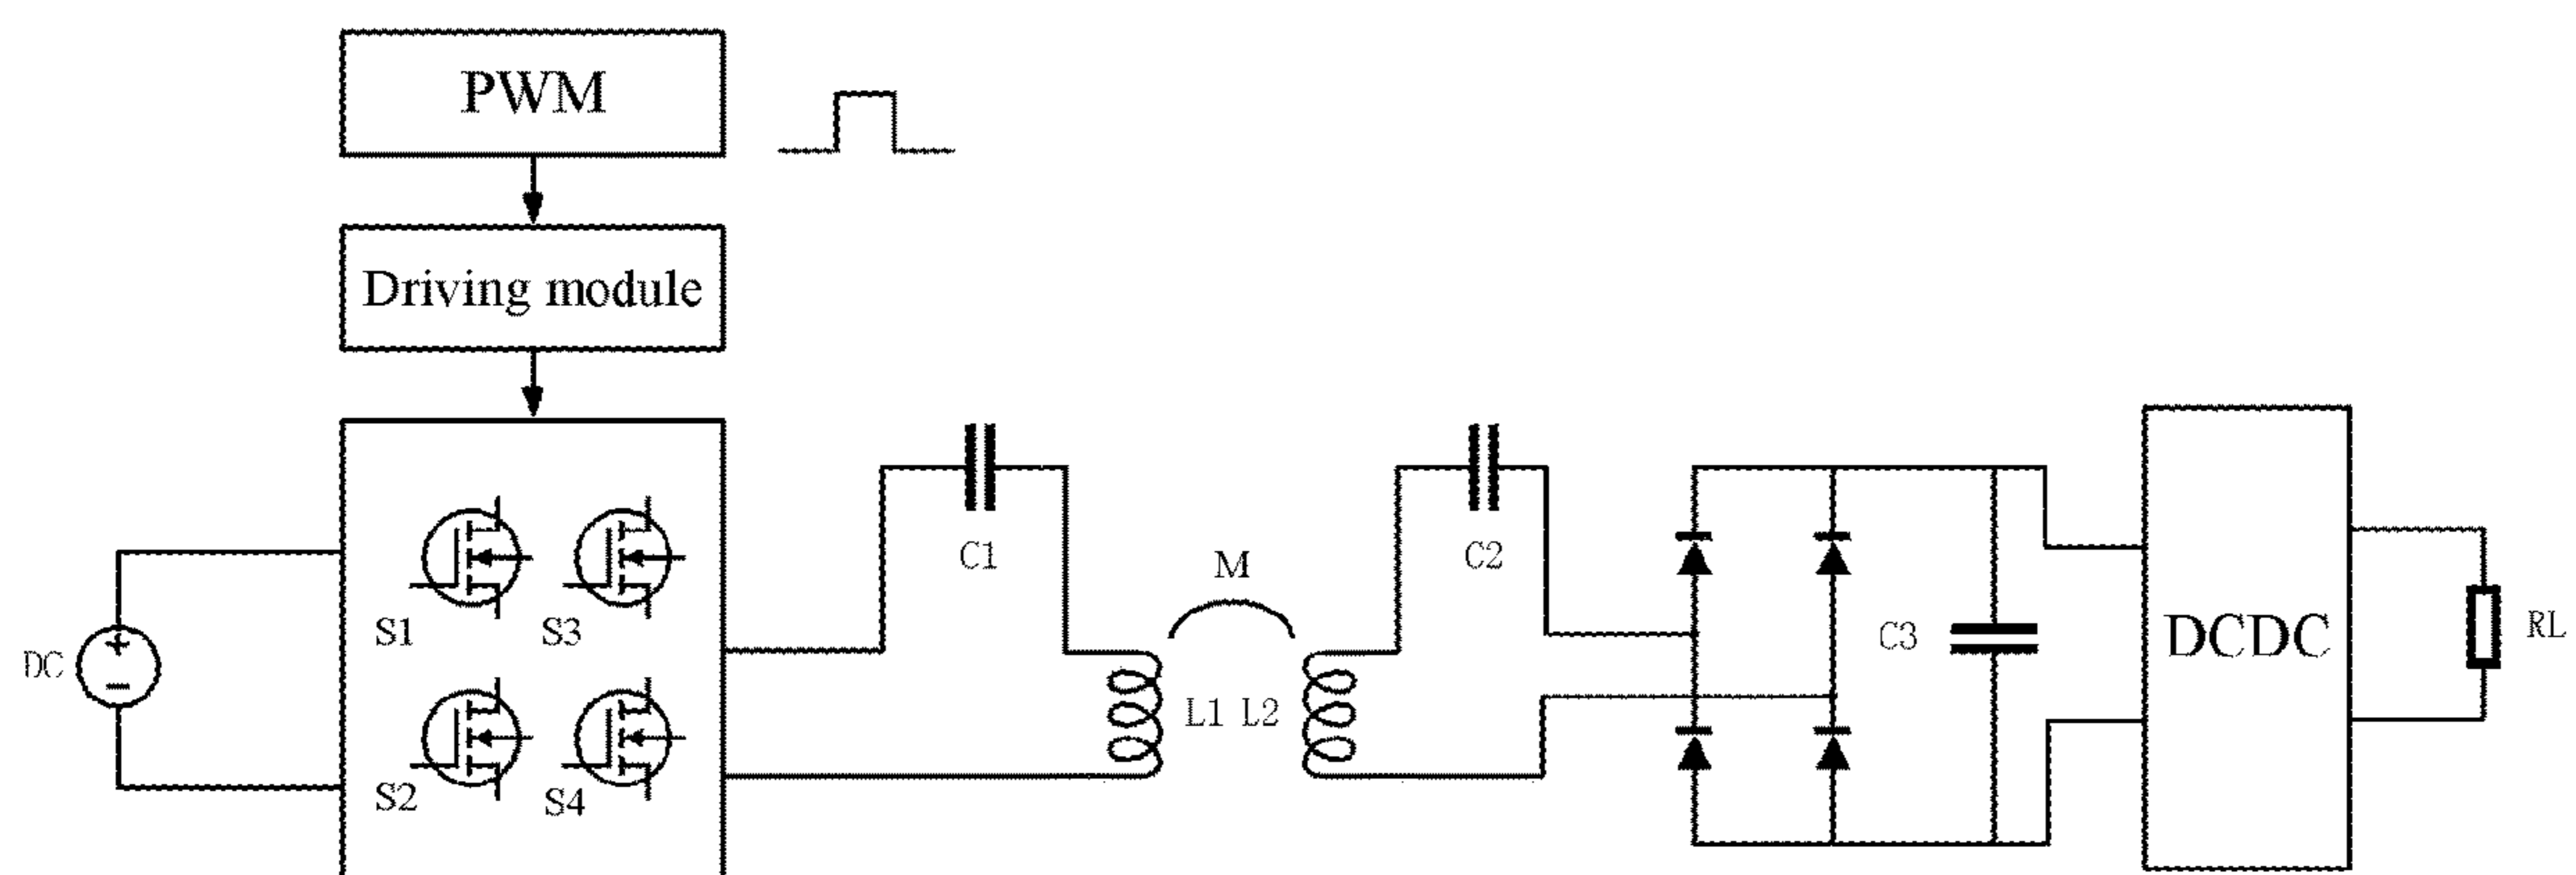 PWM
Driving module
DC
S1
S3
S2
S4
C1
M
L1 L2
C2
C3
DCDC
RL